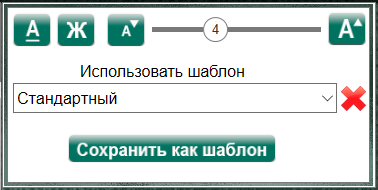 А Ж А 4 А
Использовать шаблон
Стандартный
Сохранить как шаблон